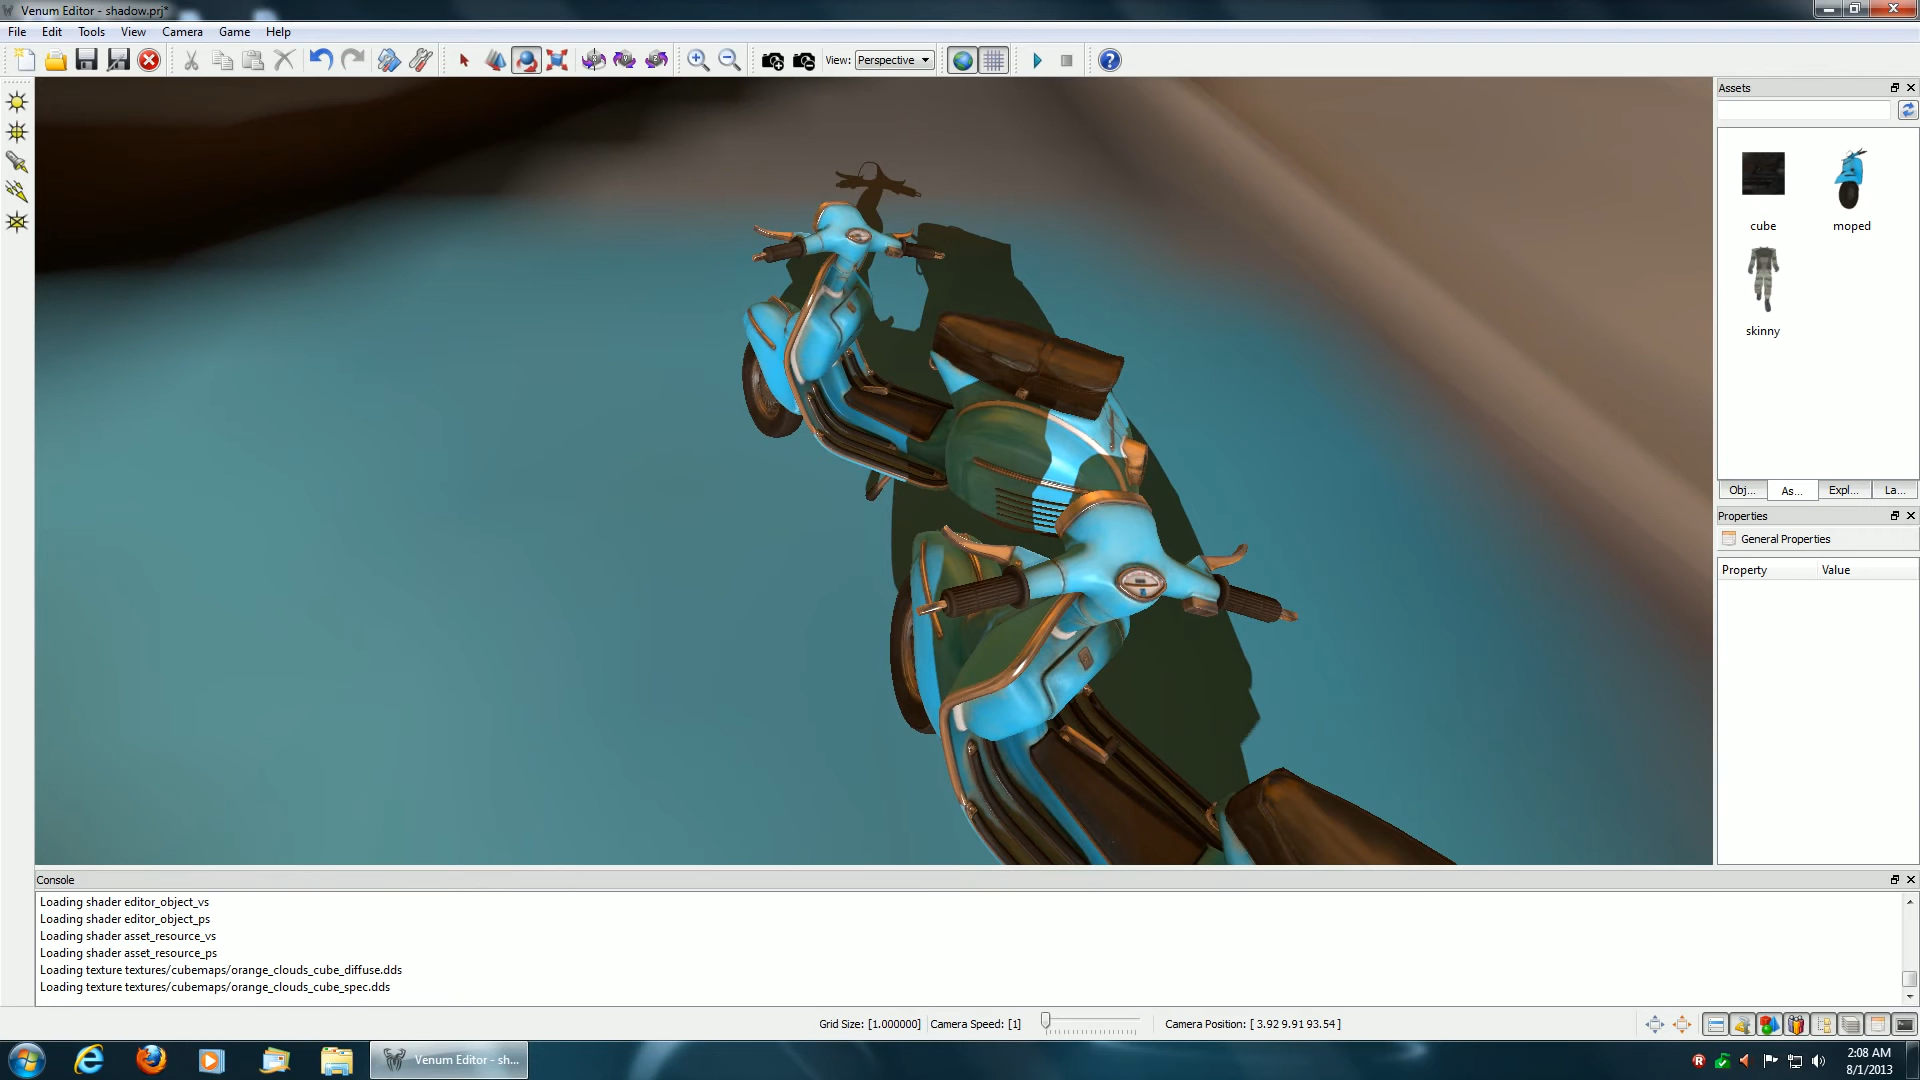 Venum Editor - shadow.prj*
File Edit Tools View Camera Game Help
View: Perspective
Assets
cube moped
skinny
Obj... As... Expl... La...
Properties
General Properties
Property Value
Console
Loading shader editor_object_vs
Loading shader editor_object_ps
Loading shader asset_resource_vs
Loading shader asset_resource_ps
Loading texture textures/cubemaps/orange_clouds_cube_diffuse.dds
Loading texture textures/cubemaps/orange_clouds_cube_spec.dds
Grid Size: [1.000000] Camera Speed: [1] Camera Position: [ 3.92 9.91 93.54 ]
Venum Editor - sh...
2:08 AM
8/1/2013